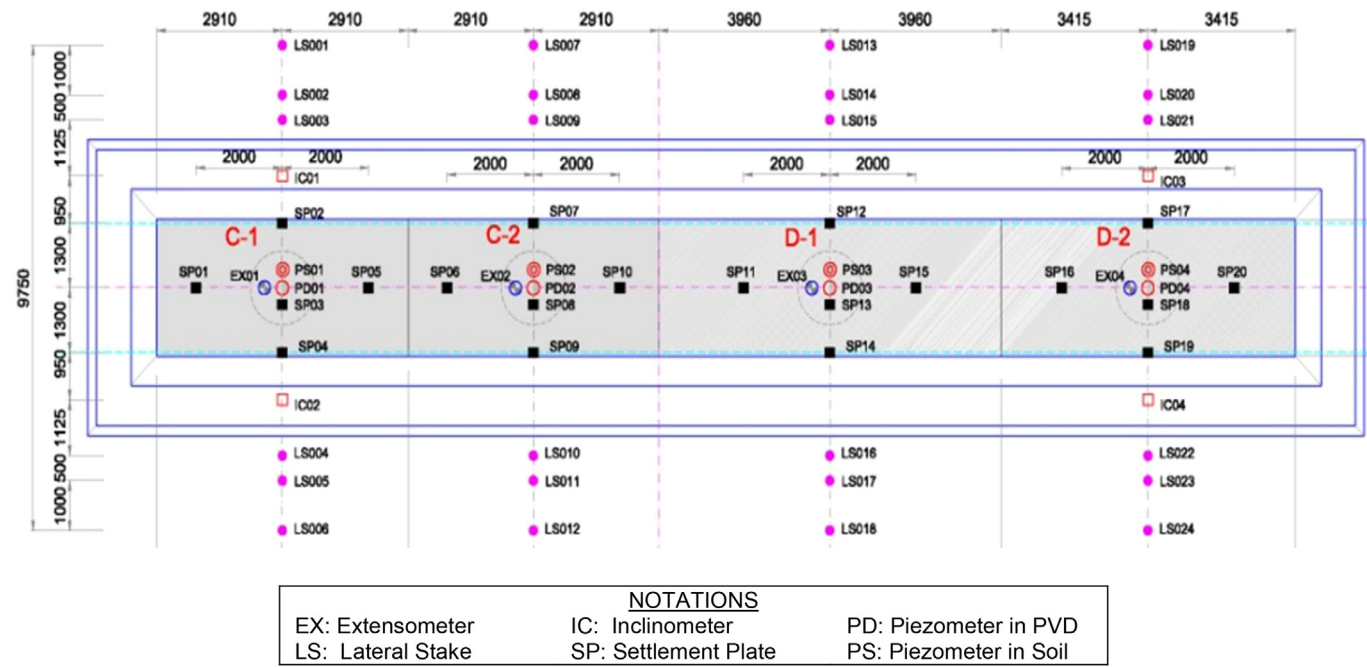 2910 2910 2910 2910 3960 3960 3415 3415
LS001 LS007 LS013 LS019
1000
LS002 LS008 LS014 LS020
500
LS003 LS009 LS015 LS021
1125
2000 2000 2000 2000 2000 2000 2000 2000
IC01 IC03
950
SP02 SP07 SP12 SP17
C-1 C-2 D-1 D-2
1300
SP01 EX01 PS01 SP05 SP06 EX02 PS02 SP10 SP11 EX03 PS03 SP15 SP16 EX04 PS04 SP20
9750
PD01 PD02 PD03 PD04
SP03 SP08 SP13 SP18
1300
SP04 SP09 SP14 SP19
950
IC02 IC04
1125
LS004 LS010 LS016 LS022
500
LS005 LS011 LS017 LS023
1000
LS006 LS012 LS018 LS024
NOTATIONS
EX: Extensometer IC: Inclinometer PD: Piezometer in PVD
LS: Lateral Stake SP: Settlement Plate PS: Piezometer in Soil